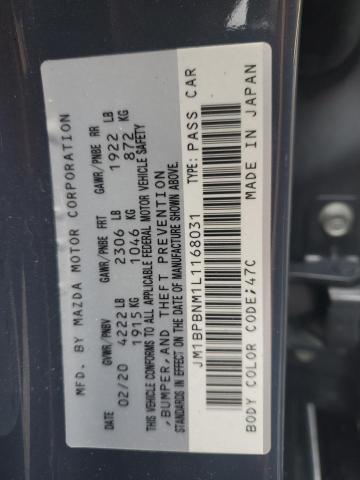 MFD. BY MAZDA MOTOR CORPORATION
DATE GVWR/PNBV GAWR/PNBE FRT GAWR/PNBE RR
02/20 4222 LB 2306 LB 1922 LB
1915 KG 1046 KG 872 KG
THIS VEHICLE CONFORMS TO ALL APPLICABLE FEDERAL MOTOR VEHICLE SAFETY
, BUMPER, AND THEFT PREVENTION
STANDARDS IN EFFECT ON THE DATE OF MANUFACTURE SHOWN ABOVE.
JM1BPBNM1L1168031 TYPE: PASS CAR
BODY COLOR CODE:47C MADE IN JAPAN